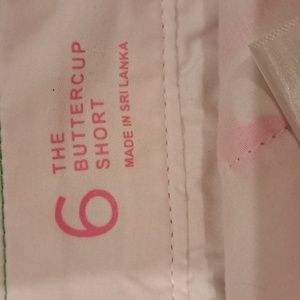 THE
BUTTERCUP
SHORT
6
MADE IN SRI LANKA